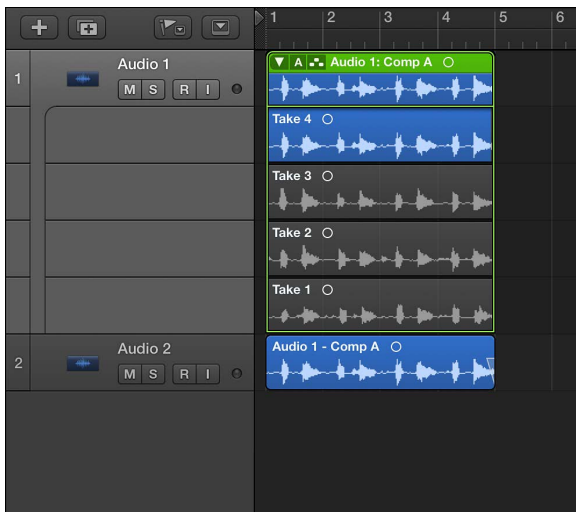 1 2 3 4 5 6
1 Audio 1
M S R I
A Audio 1: Comp A
Take 4
Take 3
Take 2
Take 1
2 Audio 2
M S R I
Audio 1 - Comp A